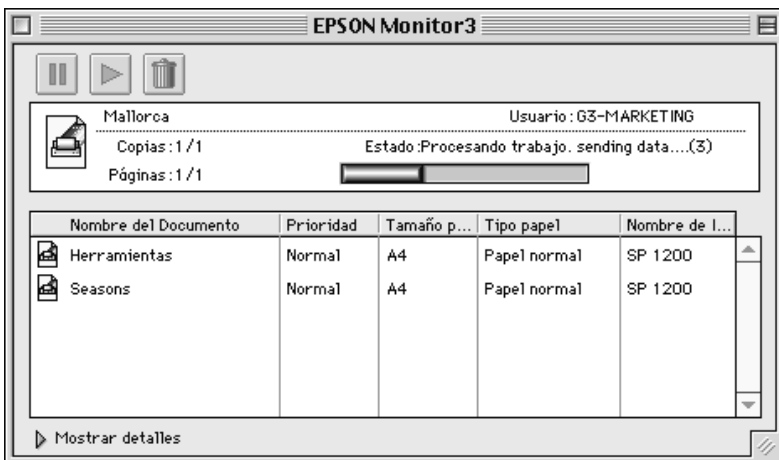 EPSON Monitor3
Mallorca Usuario : G3-MARKETING
Copias : 1/1 Estado :Procesando trabajo. sending data....(3)
Páginas : 1/1
Nombre del Documento Prioridad Tamaño p... Tipo papel Nombre de l...
Herramientas Normal A4 Papel normal SP 1200
Seasons Normal A4 Papel normal SP 1200
Mostrar detalles